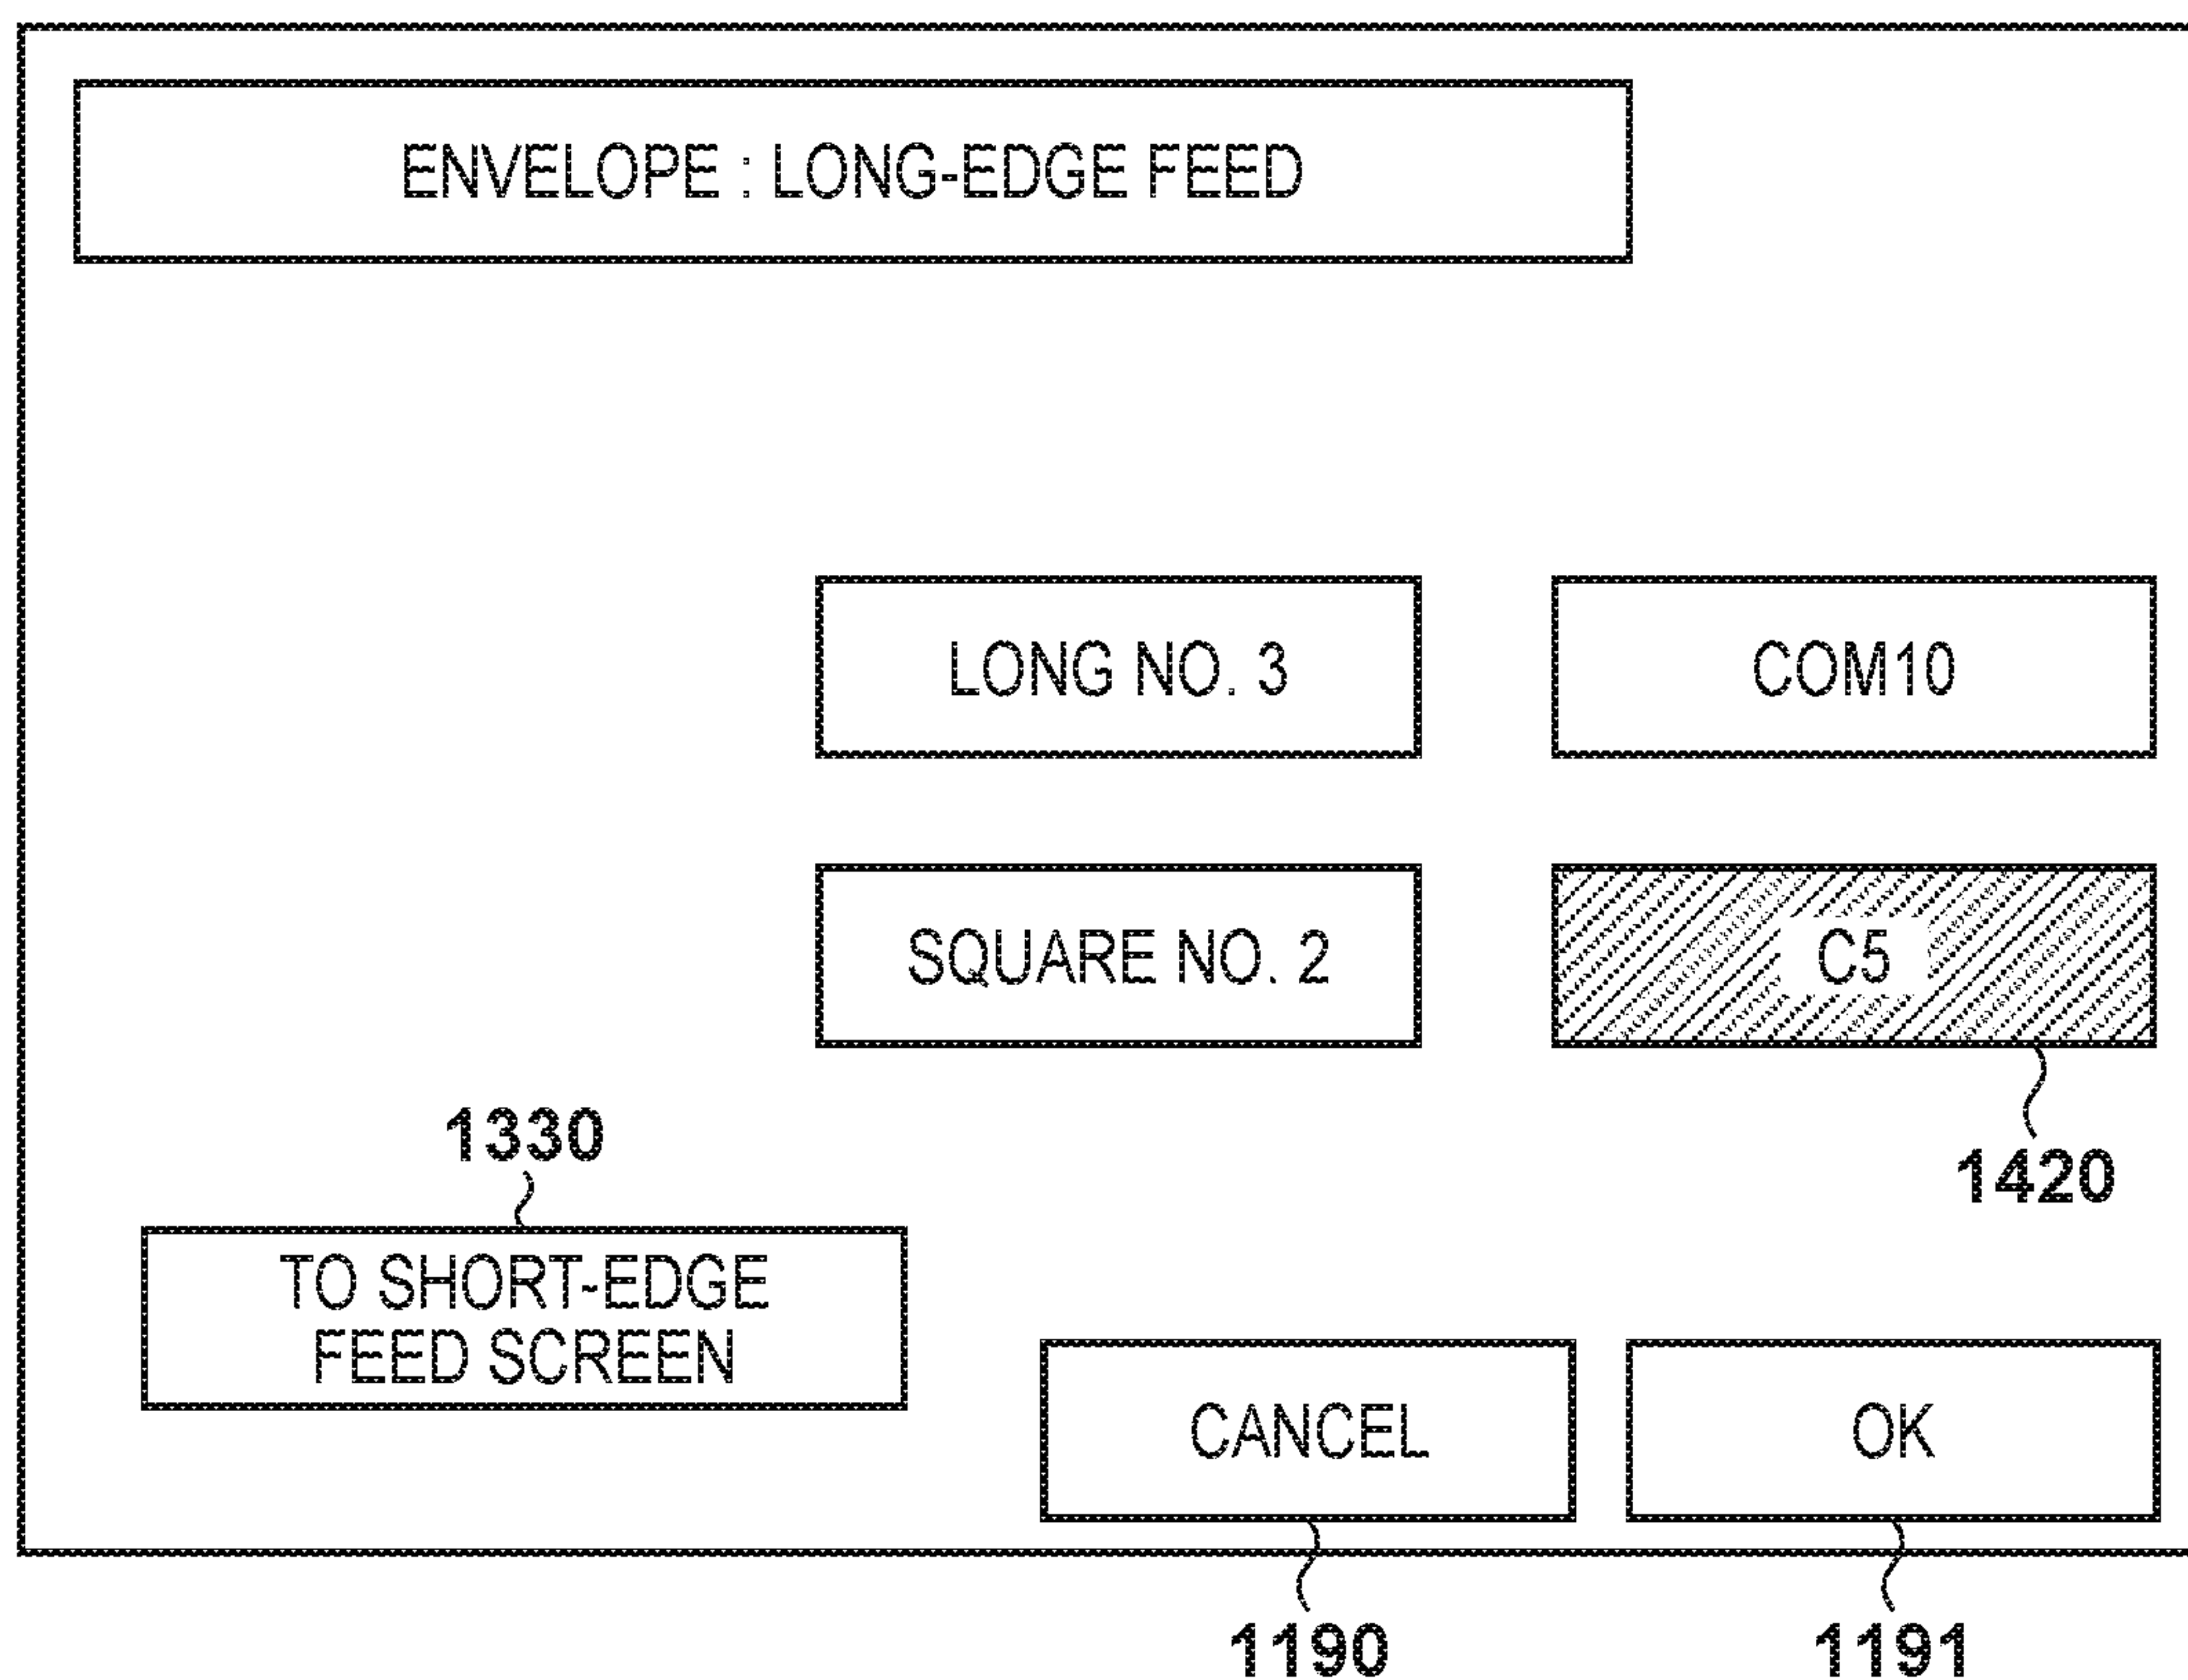 ENVELOPE : LONG-EDGE FEED
LONG NO. 3
COM10
SQUARE NO. 2
C5
1330
1420
TO SHORT-EDGE
FEED SCREEN
CANCEL
OK
1190
1191